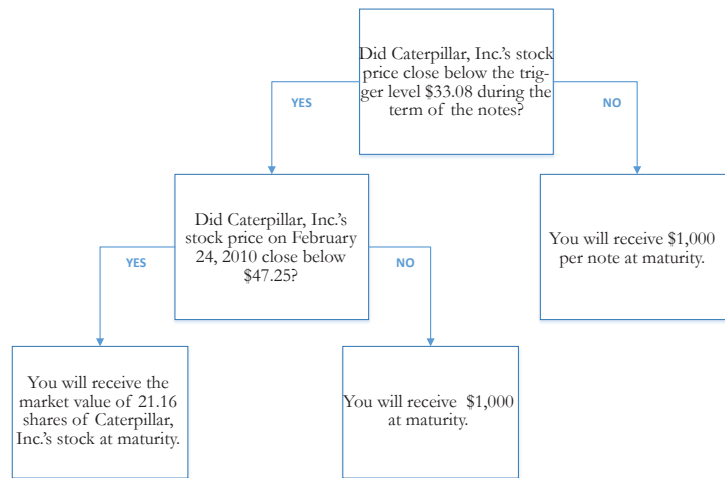 Did Caterpillar, Inc.'s stock
price close below the trig-
ger level $33.08 during the
term of the notes?
YES
NO
Did Caterpillar, Inc.'s
stock price on February
24, 2010 close below
$47.25?
You will receive $1,000
per note at maturity.
YES
NO
You will receive the
market value of 21.16
shares of Caterpillar,
Inc.'s stock at maturity.
You will receive $1,000
at maturity.